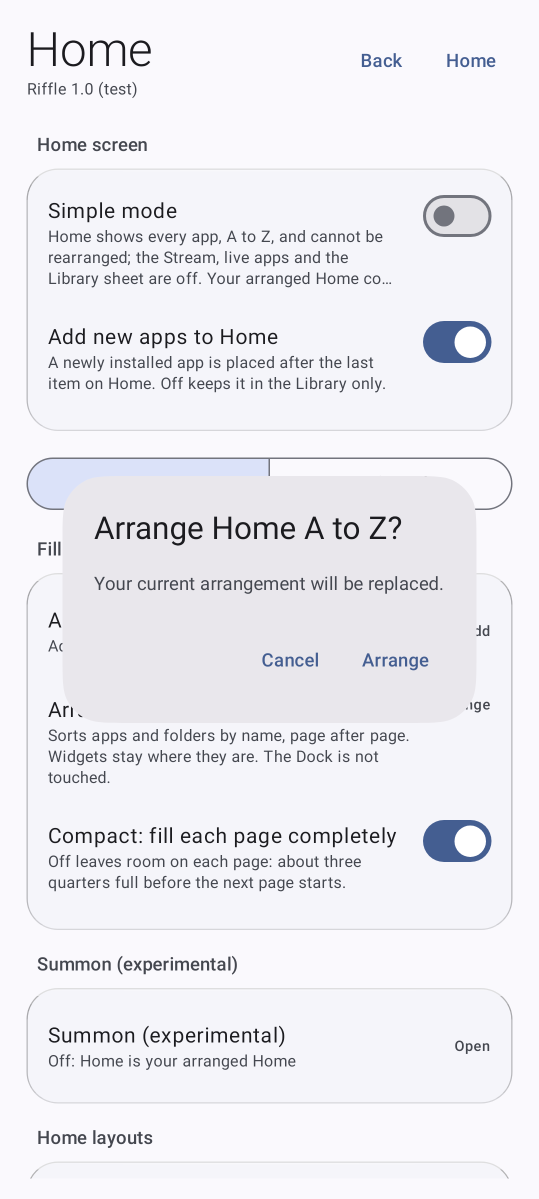 Home
Back
Home
Riffle 1.0 (test)
Home screen
Simple mode
Home shows every app, A to Z, and cannot be
rearranged; the Stream, live apps and the
Library sheet are off. Your arranged Home co…
Add new apps to Home
A newly installed app is placed after the last
item on Home. Off keeps it in the Library only.
Arrange Home A to Z?
Your current arrangement will be replaced.
Cancel
Arrange
Sorts apps and folders by name, page after page.
Widgets stay where they are. The Dock is not
touched.
Compact: fill each page completely
Off leaves room on each page: about three
quarters full before the next page starts.
Summon (experimental)
Summon (experimental)
Off: Home is your arranged Home
Open
Home layouts